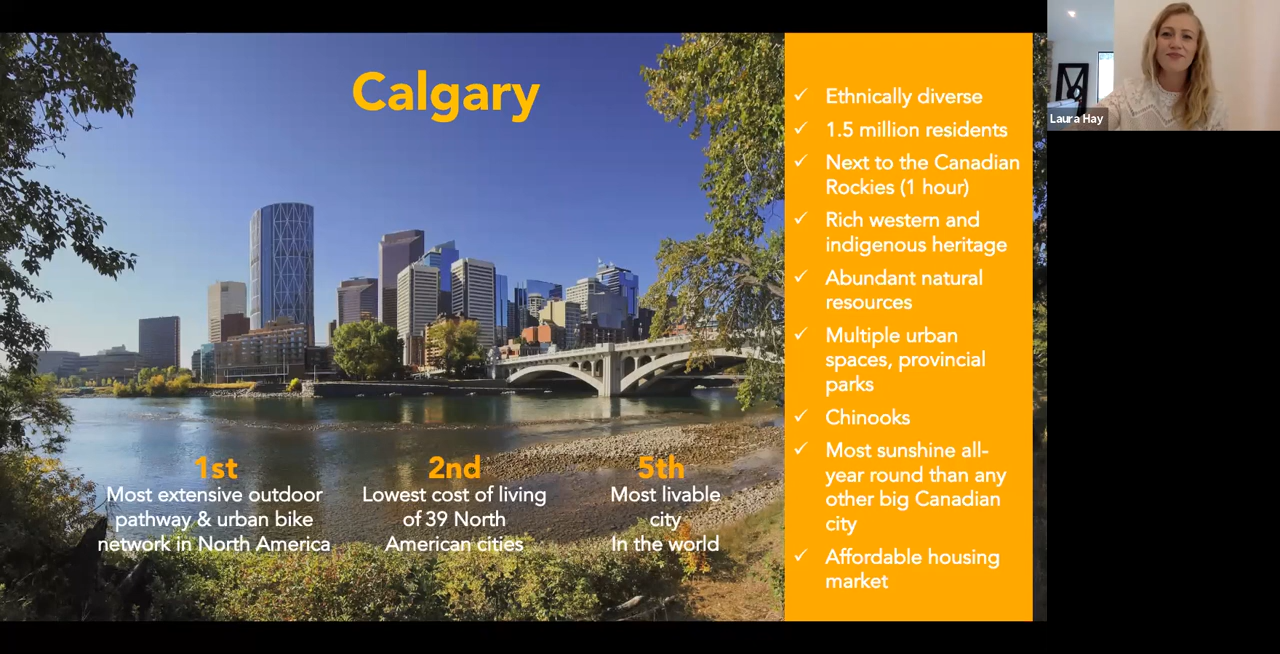 Calgary
1st
Most extensive outdoor
pathway & urban bike
network in North America
2nd
Lowest cost of living
of 39 North
American cities
5th
Most livable
city
In the world
✓ Ethnically diverse
✓ 1.5 million residents
✓ Next to the Canadian
Rockies (1 hour)
✓ Rich western and
indigenous heritage
✓ Abundant natural
resources
✓ Multiple urban
spaces, provincial
parks
✓ Chinooks
✓ Most sunshine all-
year round than any
other big Canadian
city
✓ Affordable housing
market
Laura Hay